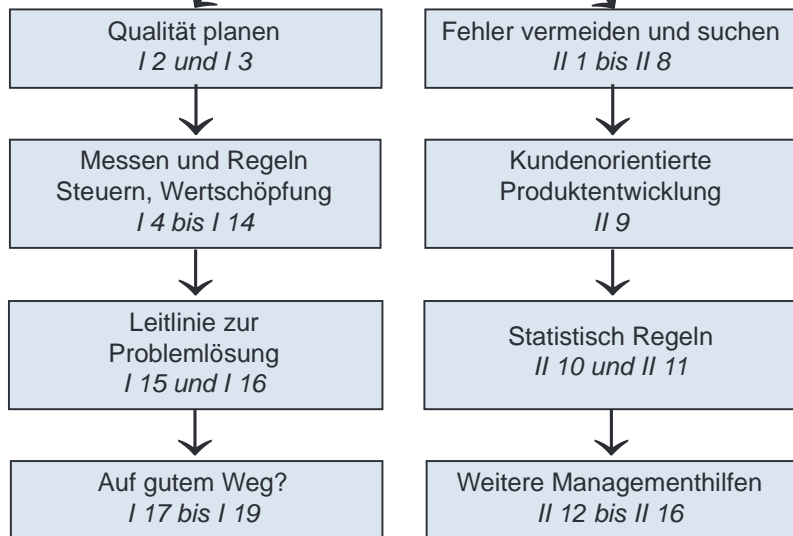 Qualität planen
I 2 und I 3
Messen und Regeln
Steuern, Wertschöpfung
I 4 bis I 14
Leitlinie zur
Problemlösung
I 15 und I 16
Auf gutem Weg?
I 17 bis I 19
Fehler vermeiden und suchen
II 1 bis II 8
Kundenorientierte
Produktentwicklung
II 9
Statistisch Regeln
II 10 und II 11
Weitere Managementhilfen
II 12 bis II 16